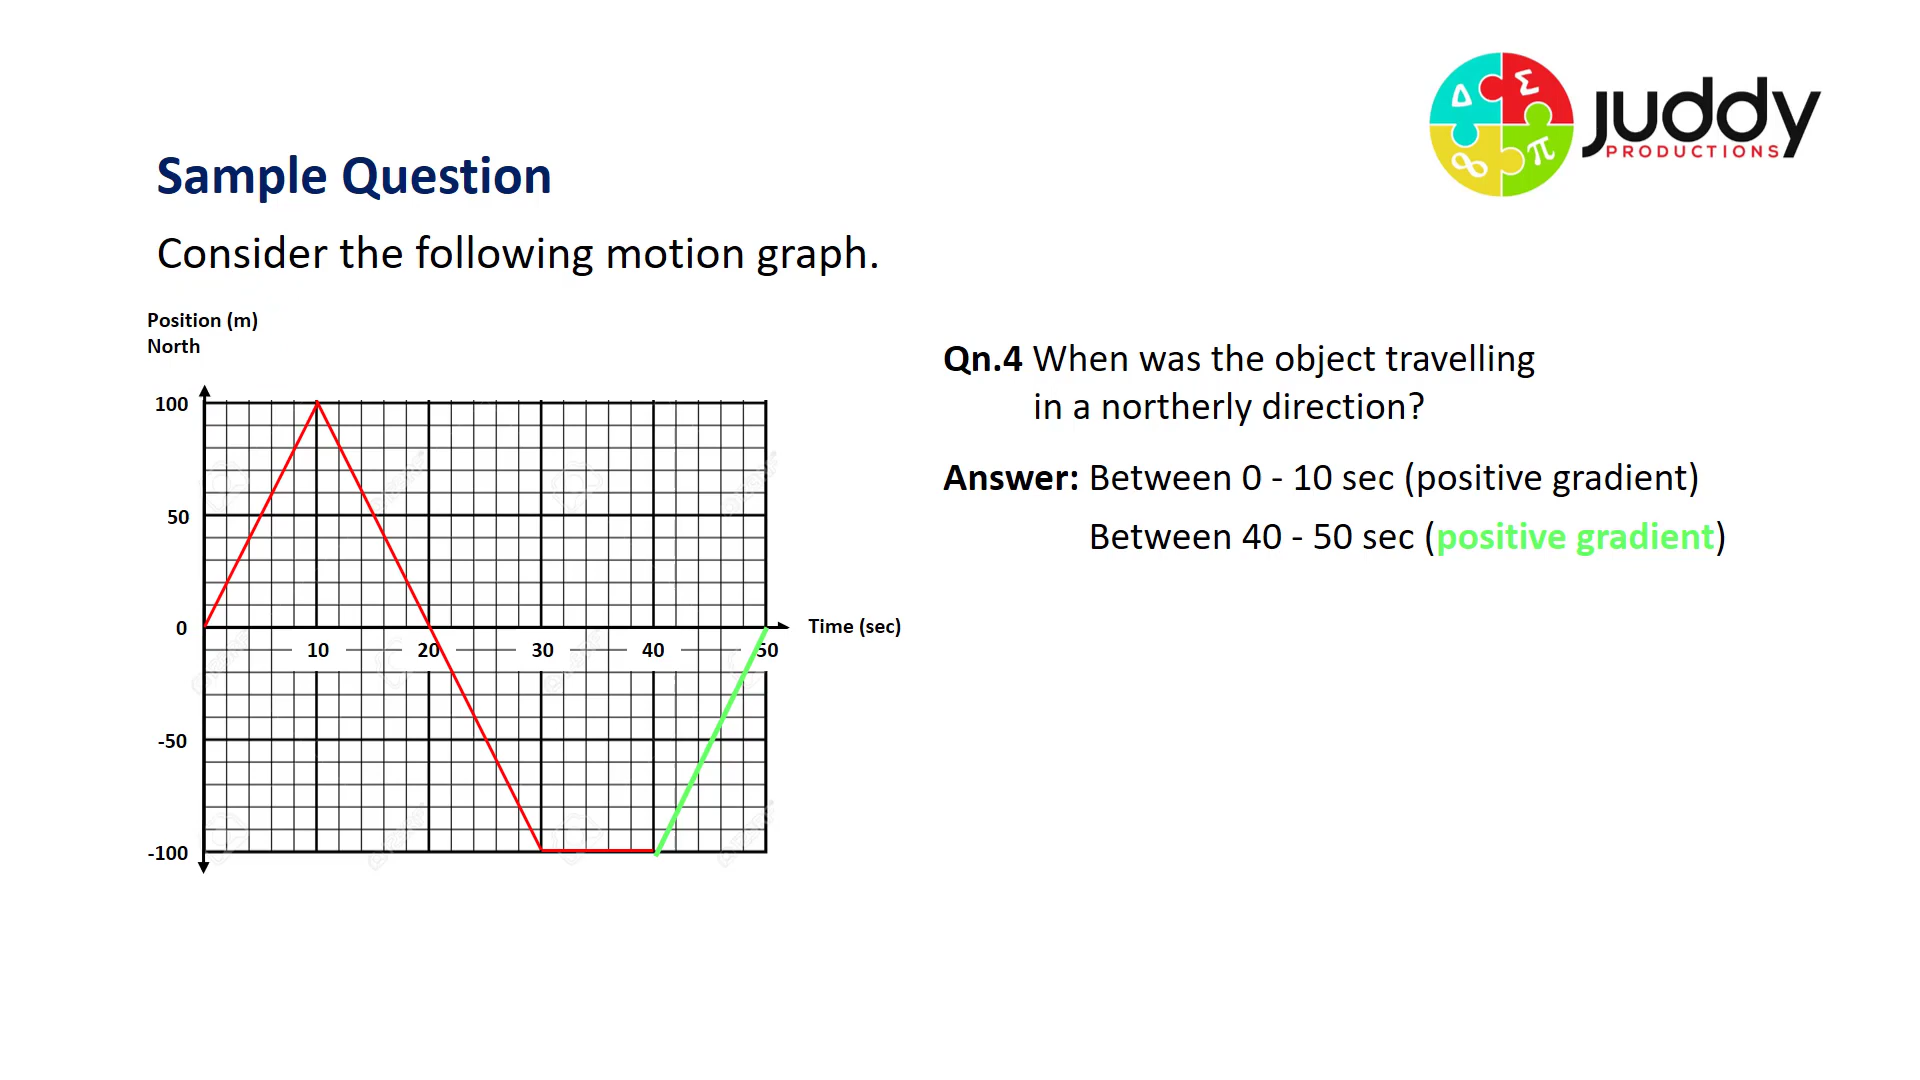 Δ Σ
∞ π
juddy
PRODUCTIONS
Sample Question
Consider the following motion graph.
Position (m)
North
100
50
0
-50
-100
10 20 30 40 50
Time (sec)
Qn.4 When was the object travelling
in a northerly direction?
Answer: Between 0 - 10 sec (positive gradient)
Between 40 - 50 sec (positive gradient)